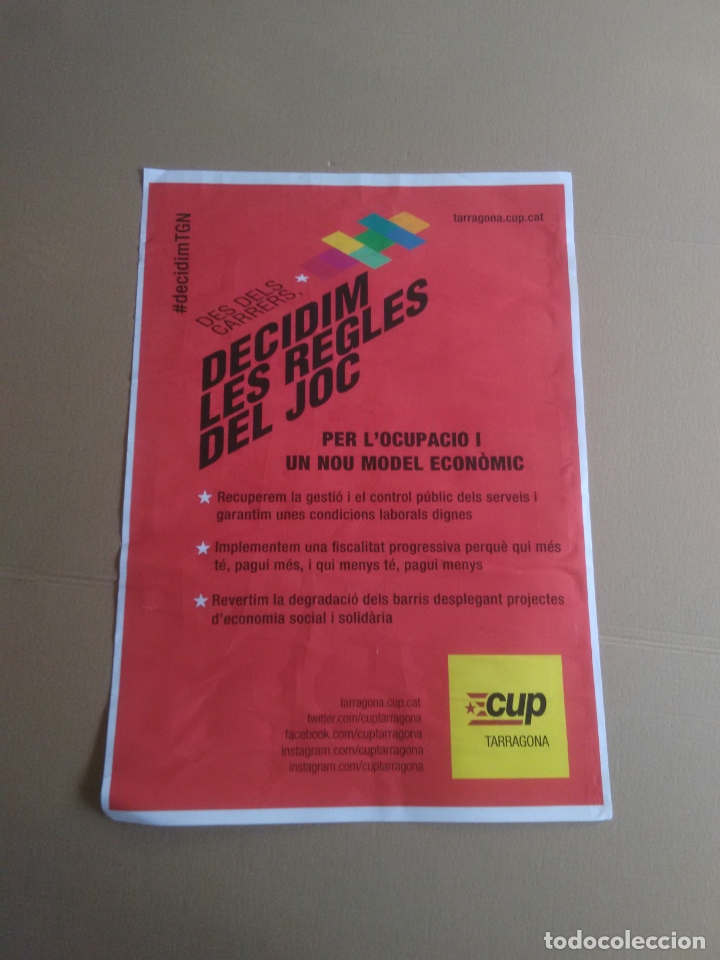 tarragona.cup.cat
#decidimTGN
DES DELS
CARRERS,
DECIDIM
LES REGLES
DEL JOC
PER L'OCUPACIÓ I
UN NOU MODEL ECONÒMIC
Recuperem la gestió i el control públic dels serveis i
garantim unes condicions laborals dignes
Implementem una fiscalitat progressiva perquè qui més
té, pagui més, i qui menys té, pagui menys
Revertim la degradació dels barris desplegant projectes
d'economia social i solidària
tarragona.cup.cat
twitter.com/cuptarragona
facebook.com/cuptarragona
instagram.com/cuptarragona
instagram.com/cuptarragona
cup
TARRAGONA
todocoleccion